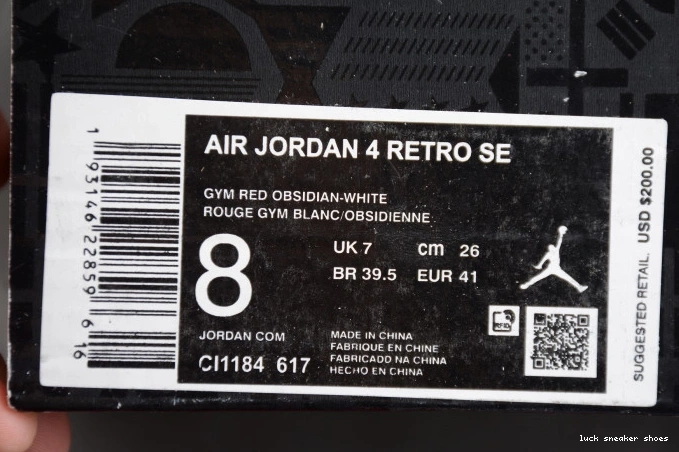 AIR JORDAN 4 RETRO SE
GYM RED OBSIDIAN-WHITE
ROUGE GYM BLANC/OBSIDIENNE
8
UK 7 cm 26
BR 39.5 EUR 41
JORDAN COM
CI1184 617
MADE IN CHINA
FABRIQUE EN CHINE
FABRICADO NA CHINA
HECHO EN CHINA
RFID
1 93146 22859 6 16
SUGGESTED RETAIL. USD $200.00
luck sneaker shoes